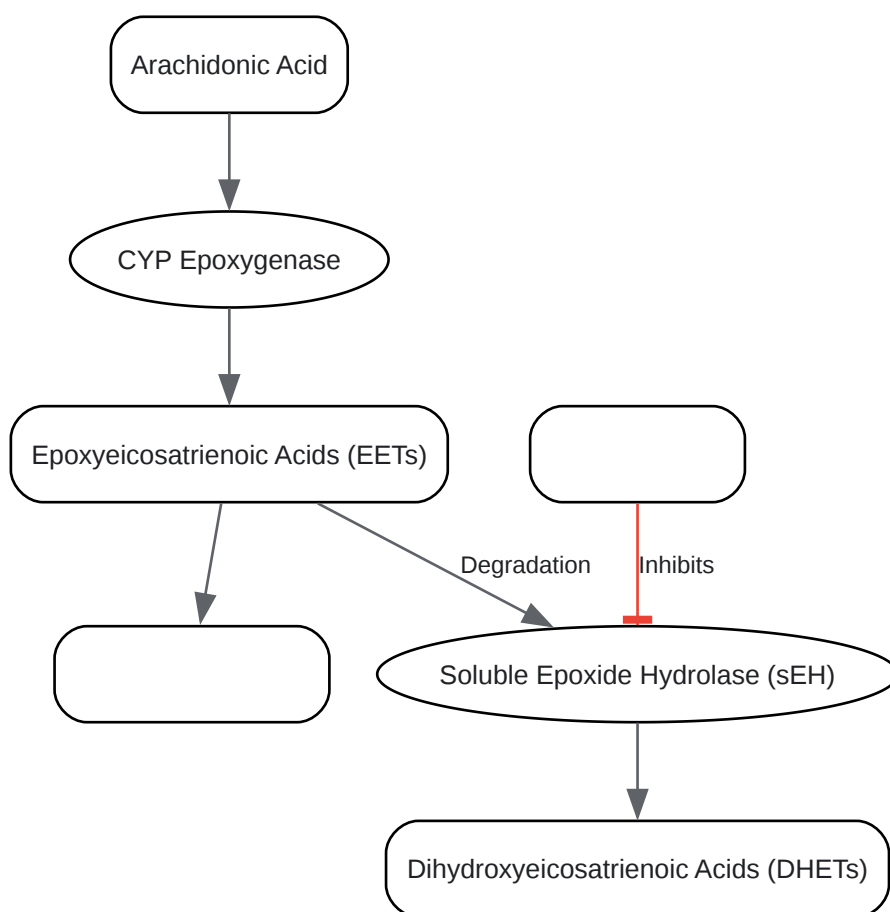 Arachidonic Acid
CYP Epoxygenase
Epoxyeicosatrienoic Acids (EETs)
Degradation
Inhibits
Soluble Epoxide Hydrolase (sEH)
Dihydroxyeicosatrienoic Acids (DHETs)